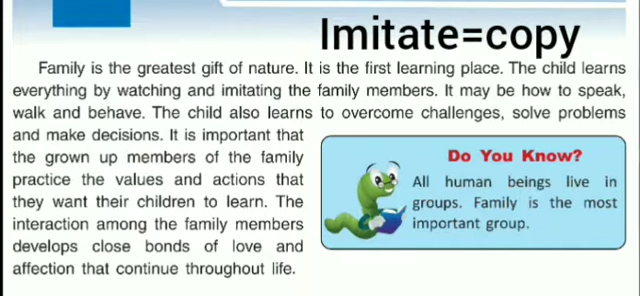 Imitate=copy
Family is the greatest gift of nature. It is the first learning place. The child learns
everything by watching and imitating the family members. It may be how to speak,
walk and behave. The child also learns to overcome challenges, solve problems
and make decisions. It is important that
the grown up members of the family
practice the values and actions that
they want their children to learn. The
interaction among the family members
develops close bonds of love and
affection that continue throughout life.
Do You Know?
All human beings live in
groups. Family is the most
important group.